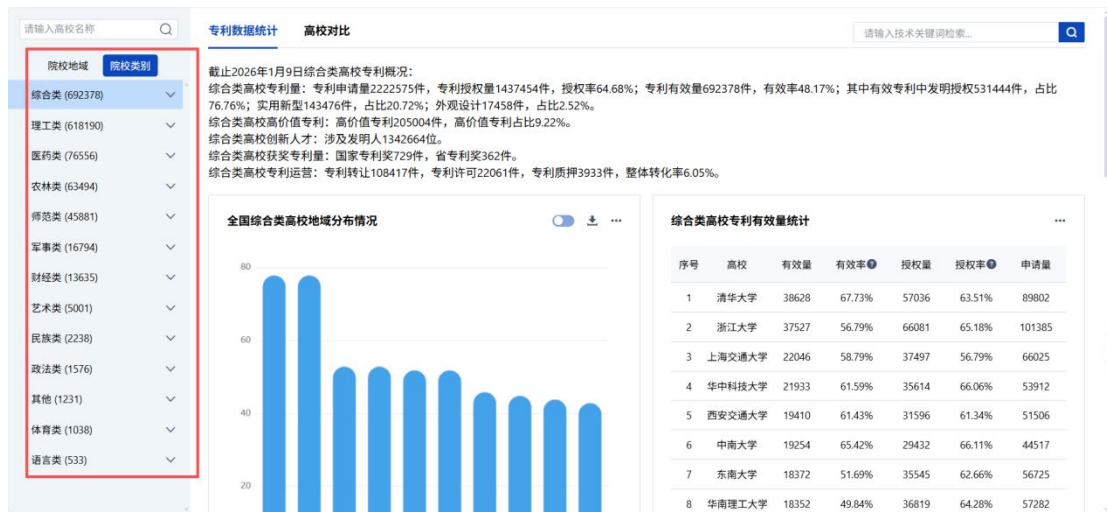 请输入高校名称
专利数据统计 高校对比
请输入技术关键词检索...
院校地域 院校类别
综合类 (692378)
理工类 (618190)
医药类 (76556)
农林类 (63494)
师范类 (45881)
军事类 (16794)
财经类 (13635)
艺术类 (5001)
民族类 (2238)
政法类 (1576)
其他 (1231)
体育类 (1038)
语言类 (533)
截止2026年1月9日综合类高校专利概况：
综合类高校专利量：专利申请量2222575件，专利授权量1437454件，授权率64.68%；专利有效量692378件，有效率48.17%；其中有效专利中发明授权531444件，占比
76.76%；实用新型143476件，占比20.72%；外观设计17458件，占比2.52%。
综合类高校高价值专利：高价值专利205004件，高价值专利占比9.22%。
综合类高校创新人才：涉及发明人1342664位。
综合类高校获奖专利量：国家专利奖729件，省专利奖362件。
综合类高校专利运营：专利转让108417件，专利许可22061件，专利质押3933件，整体转化率6.05%。
全国综合类高校地域分布情况
80
60
40
20
综合类高校专利有效量统计
序号 高校 有效量 有效率 授权量 授权率 申请量
1 清华大学 38628 67.73% 57036 63.51% 89802
2 浙江大学 37527 56.79% 66081 65.18% 101385
3 上海交通大学 22046 58.79% 37497 56.79% 66025
4 华中科技大学 21933 61.59% 35614 66.06% 53912
5 西安交通大学 19410 61.43% 31596 61.34% 51506
6 中南大学 19254 65.42% 29432 66.11% 44517
7 东南大学 18372 51.69% 35545 62.66% 56725
8 华南理工大学 18352 49.84% 36819 64.28% 57282